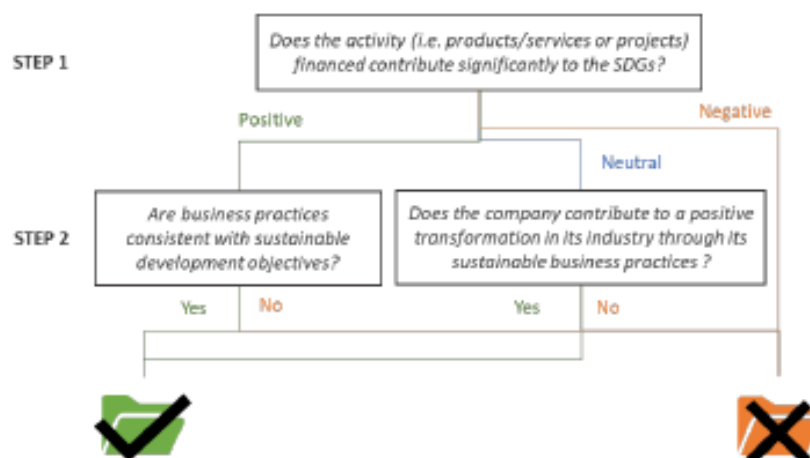 STEP 1
Does the activity (i.e. products/services or projects)
financed contribute significantly to the SDGs?
Positive
Negative
Neutral
STEP 2
Are business practices
consistent with sustainable
development objectives?
Does the company contribute to a positive
transformation in its industry through its
sustainable business practices ?
Yes
No
Yes
No